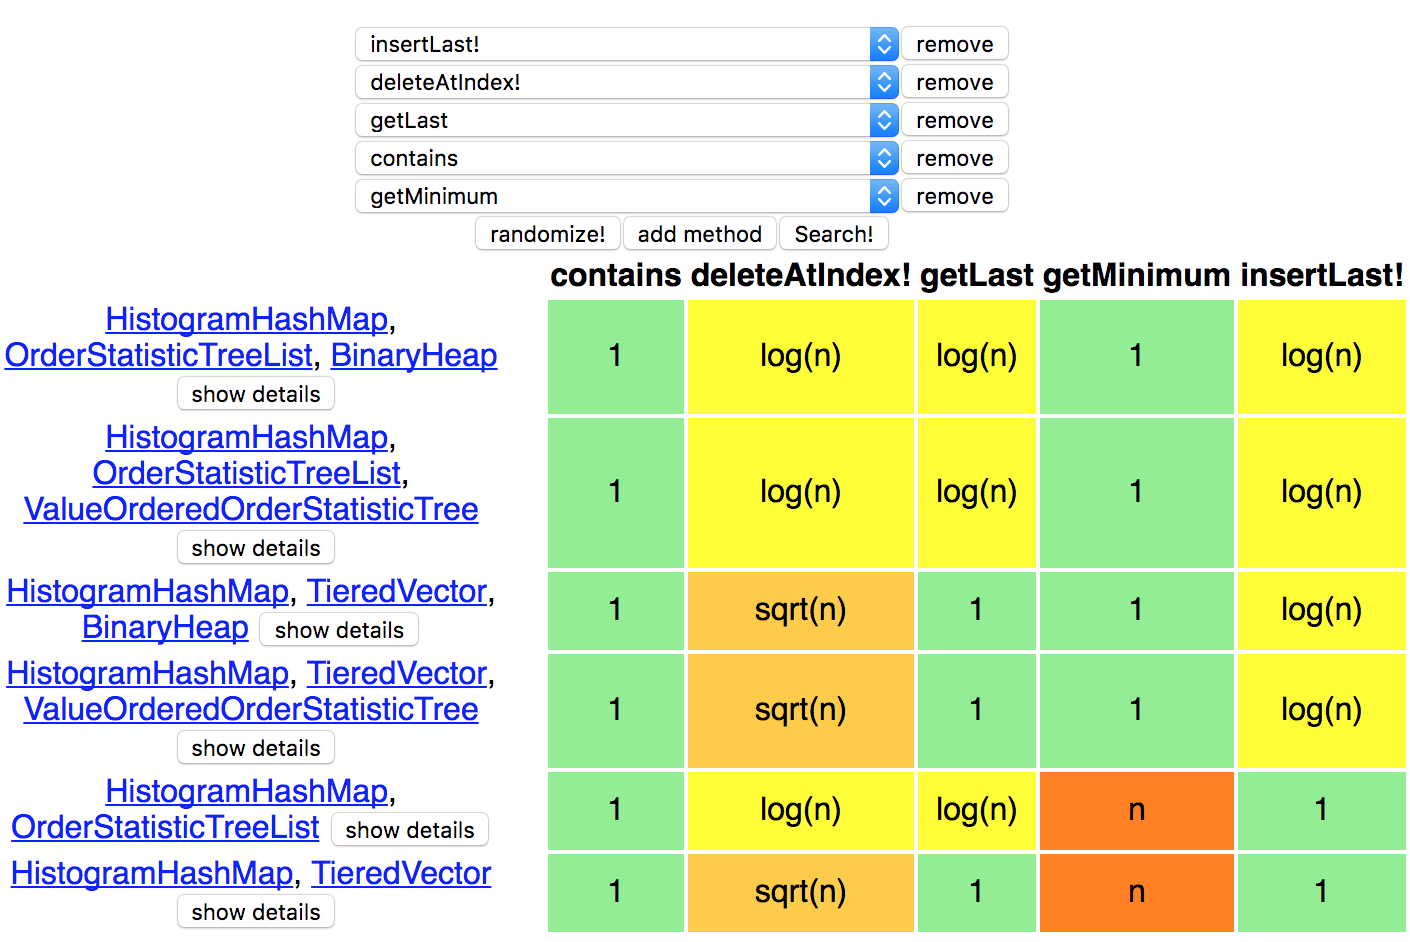 insertLast! remove
deleteAtIndex! remove
getLast remove
contains remove
getMinimum remove
randomize! add method Search!
contains deleteAtIndex! getLast getMinimum insertLast!
HistogramHashMap,
OrderStatisticTreeList, BinaryHeap 1 log(n) log(n) 1 log(n)
show details
HistogramHashMap,
OrderStatisticTreeList, 1 log(n) log(n) 1 log(n)
ValueOrderedOrderStatisticTree
show details
HistogramHashMap, TieredVector, 1 sqrt(n) 1 1 log(n)
BinaryHeap show details
HistogramHashMap, TieredVector,
ValueOrderedOrderStatisticTree 1 sqrt(n) 1 1 log(n)
show details
HistogramHashMap, 1 log(n) log(n) n 1
OrderStatisticTreeList show details
HistogramHashMap, TieredVector 1 sqrt(n) 1 n 1
show details